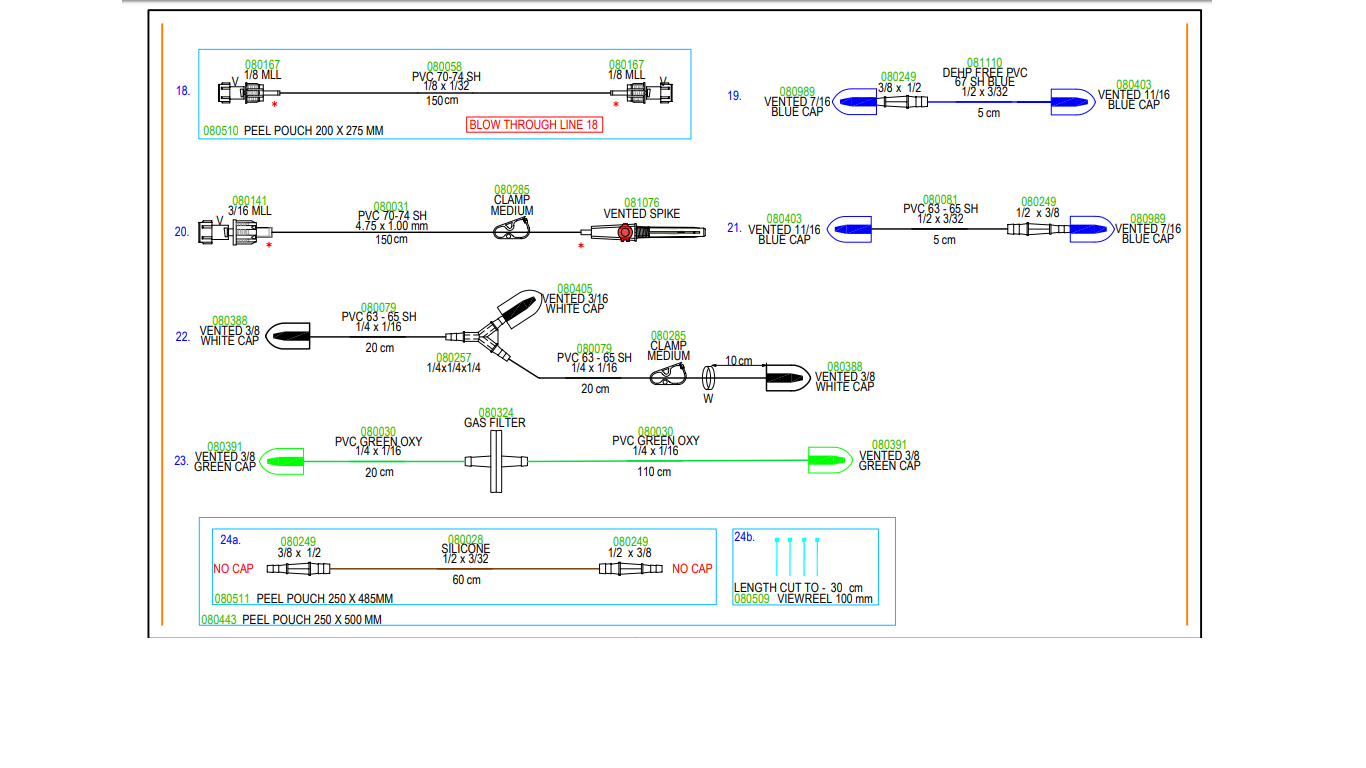 18.
V
080167
1/8 MLL
080058
PVC 70-74 SH
1/8 x 1/32
150 cm
080167
1/8 MLL
V
*
*
080510 PEEL POUCH 200 X 275 MM
BLOW THROUGH LINE 18
19.
080989
VENTED 7/16
BLUE CAP
080249
3/8 x 1/2
081110
DEHP FREE PVC
67 SH BLUE
1/2 x 3/32
5 cm
080403
VENTED 11/16
BLUE CAP
20.
V
080141
3/16 MLL
*
080031
PVC 70-74 SH
4.75 x 1.00 mm
150 cm
080285
CLAMP
MEDIUM
*
081076
VENTED SPIKE
21.
080403
VENTED 11/16
BLUE CAP
080081
PVC 63 - 65 SH
1/2 x 3/32
5 cm
080249
1/2 x 3/8
080989
VENTED 7/16
BLUE CAP
22.
080388
VENTED 3/8
WHITE CAP
080079
PVC 63 - 65 SH
1/4 x 1/16
20 cm
080405
VENTED 3/16
WHITE CAP
080257
1/4x1/4x1/4
080079
PVC 63 - 65 SH
1/4 x 1/16
20 cm
080285
CLAMP
MEDIUM
10 cm
W
080388
VENTED 3/8
WHITE CAP
23.
080391
VENTED 3/8
GREEN CAP
080030
PVC GREEN OXY
1/4 x 1/16
20 cm
080324
GAS FILTER
080030
PVC GREEN OXY
1/4 x 1/16
110 cm
080391
VENTED 3/8
GREEN CAP
24a.
NO CAP
080249
3/8 x 1/2
080028
SILICONE
1/2 x 3/32
60 cm
080249
1/2 x 3/8
NO CAP
080511 PEEL POUCH 250 X 485MM
24b.
LENGTH CUT TO - 30 cm
080509 VIEWREEL 100 mm
080443 PEEL POUCH 250 X 500 MM